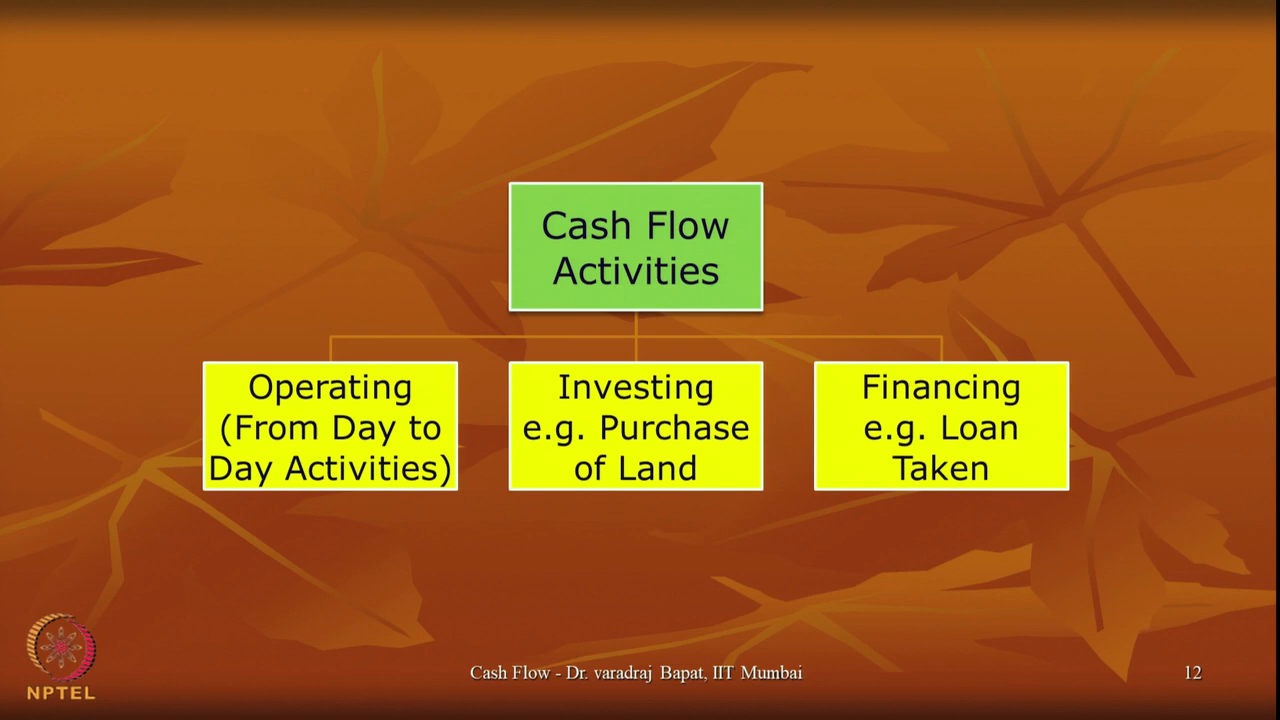 Cash Flow
Activities
Operating
(From Day to
Day Activities)
Investing
e.g. Purchase
of Land
Financing
e.g. Loan
Taken
NPTEL
Cash Flow - Dr. varadraj Bapat, IIT Mumbai
12